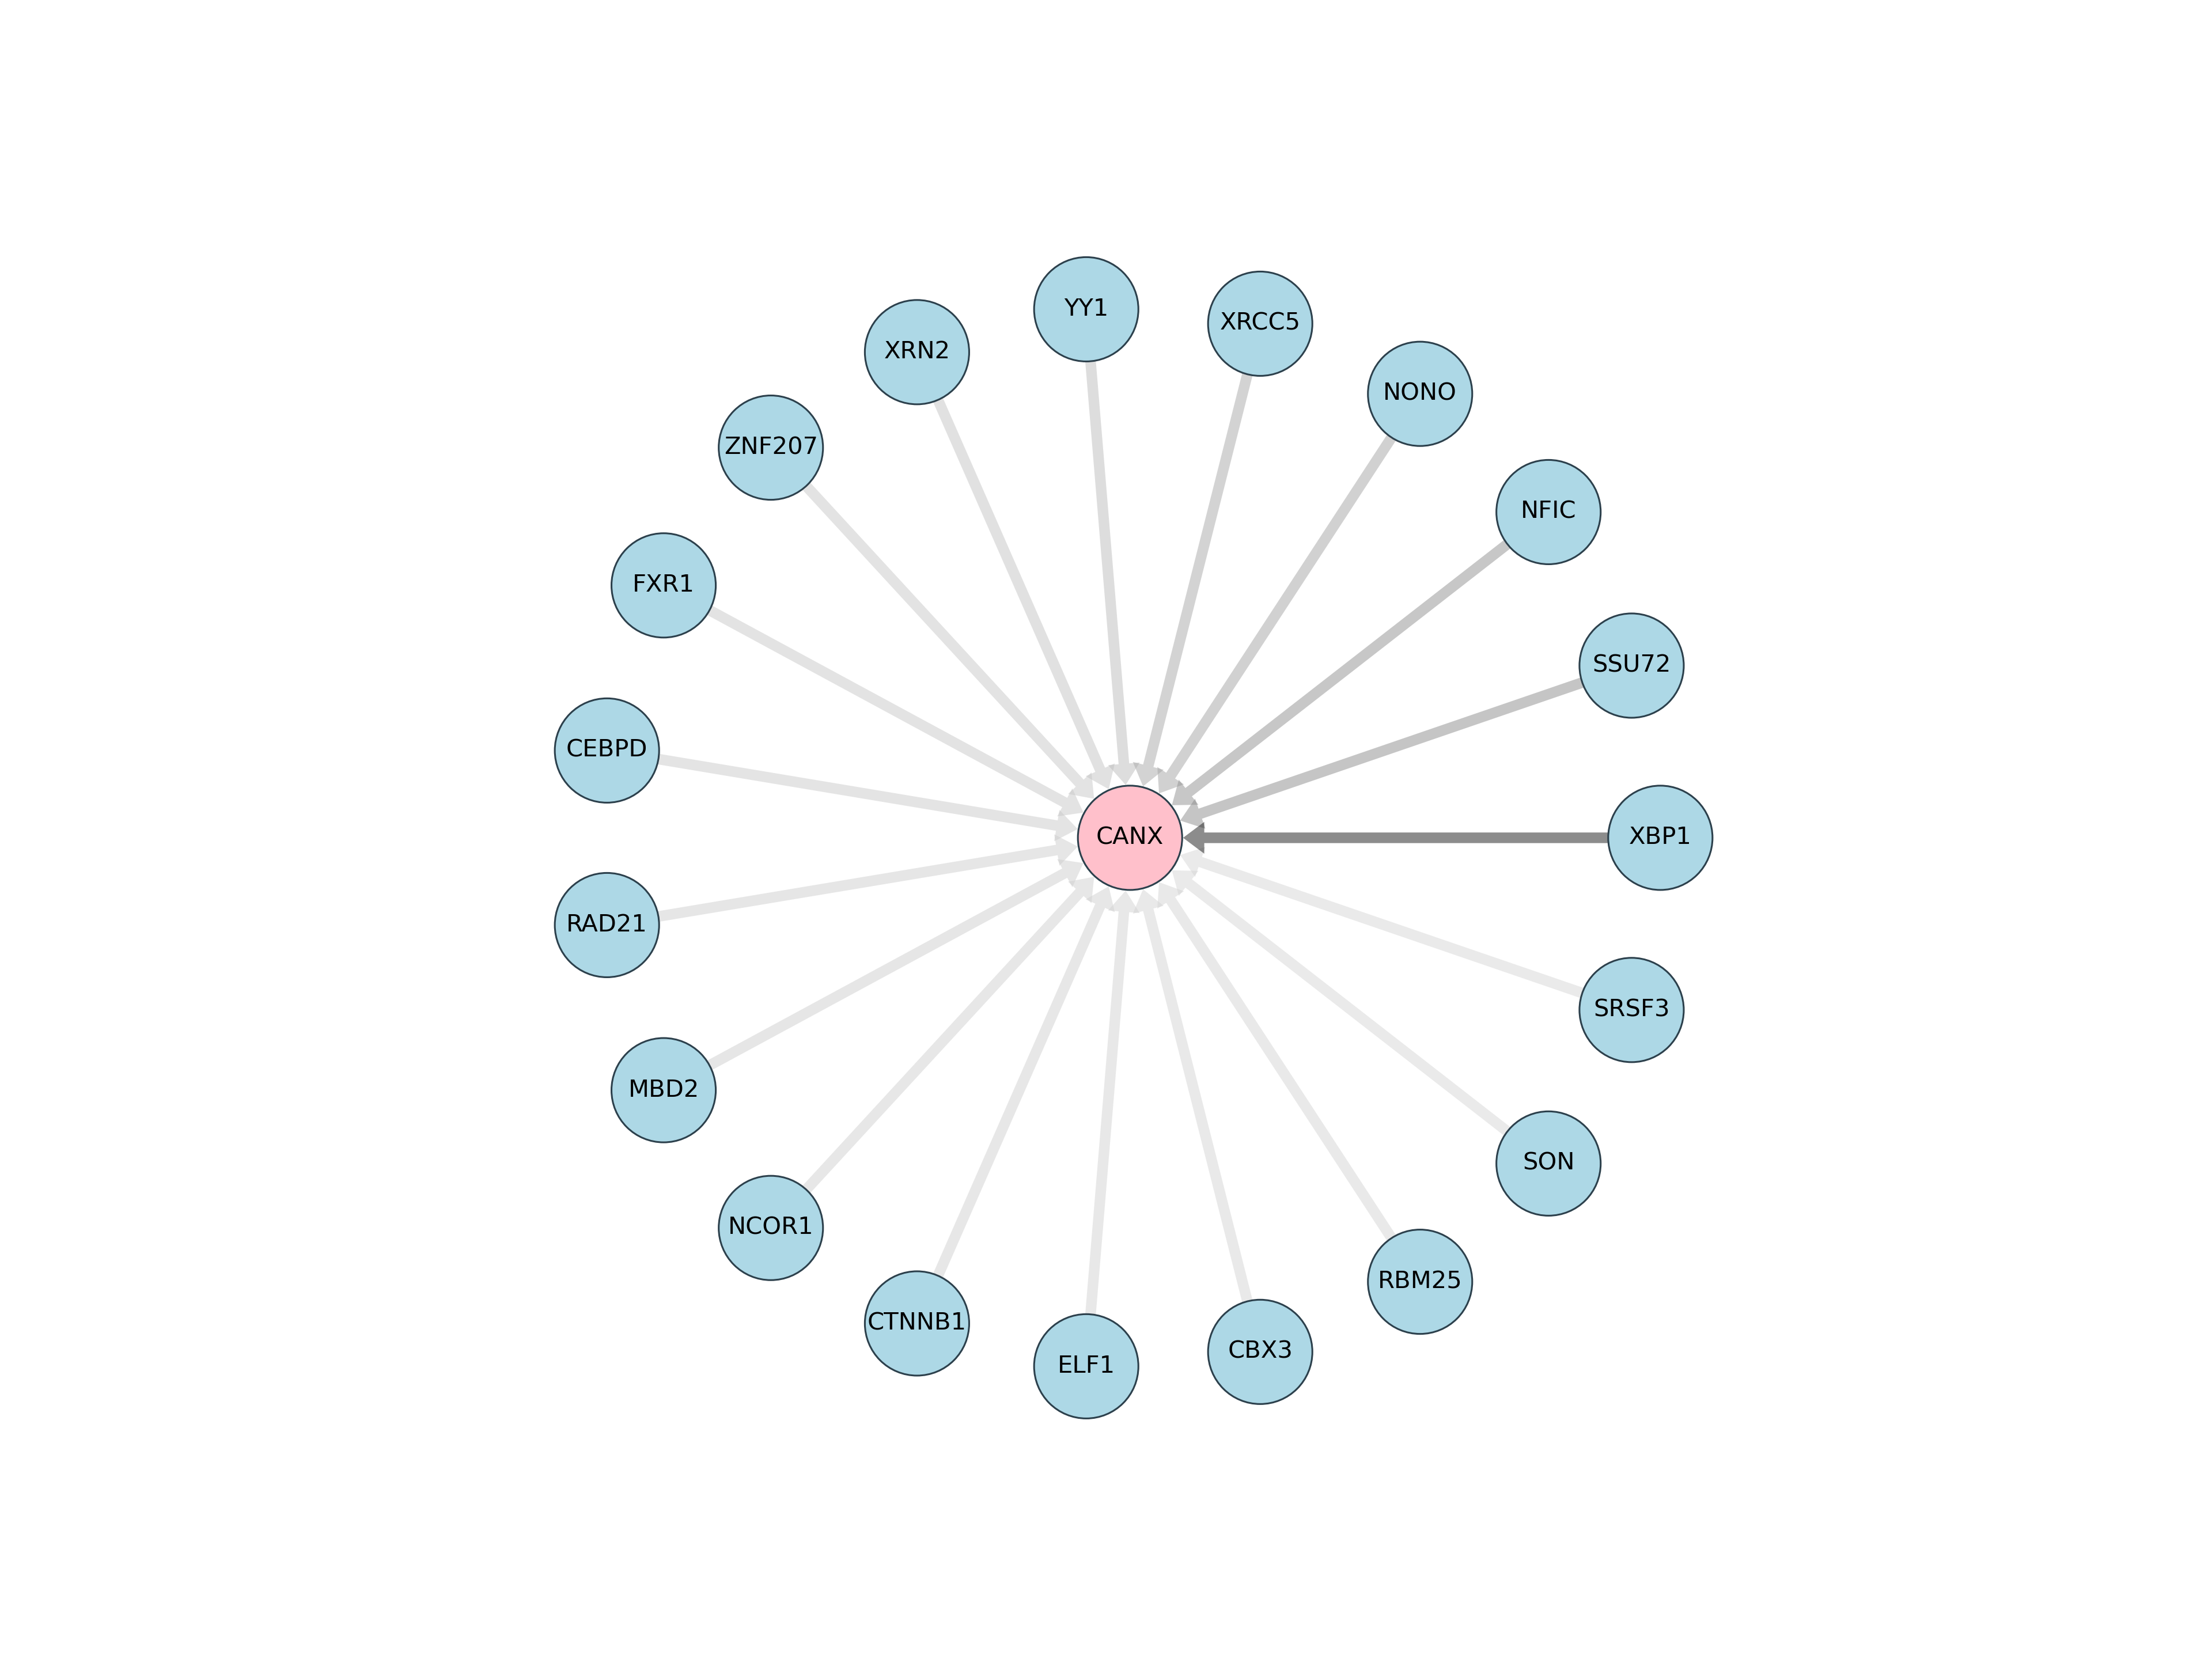 YY1
XRCC5
XRN2
NONO
ZNF207
NFIC
FXR1
SSU72
CEBPD
CANX
XBP1
RAD21
SRSF3
MBD2
SON
NCOR1
RBM25
CTNNB1
CBX3
ELF1